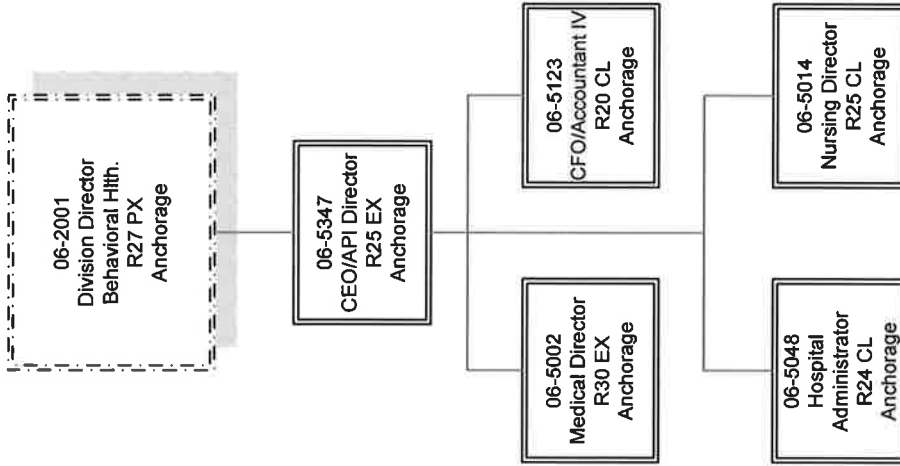 06-2001
Division Director
Behavioral Hlth.
R27 PX
Anchorage
06-5347
CEO/API Director
R25 EX
Anchorage
06-5002
Medical Director
R30 EX
Anchorage
06-5123
CFO/Accountant IV
R20 CL
Anchorage
06-5048
Hospital
Administrator
R24 CL
Anchorage
06-5014
Nursing Director
R25 CL
Anchorage